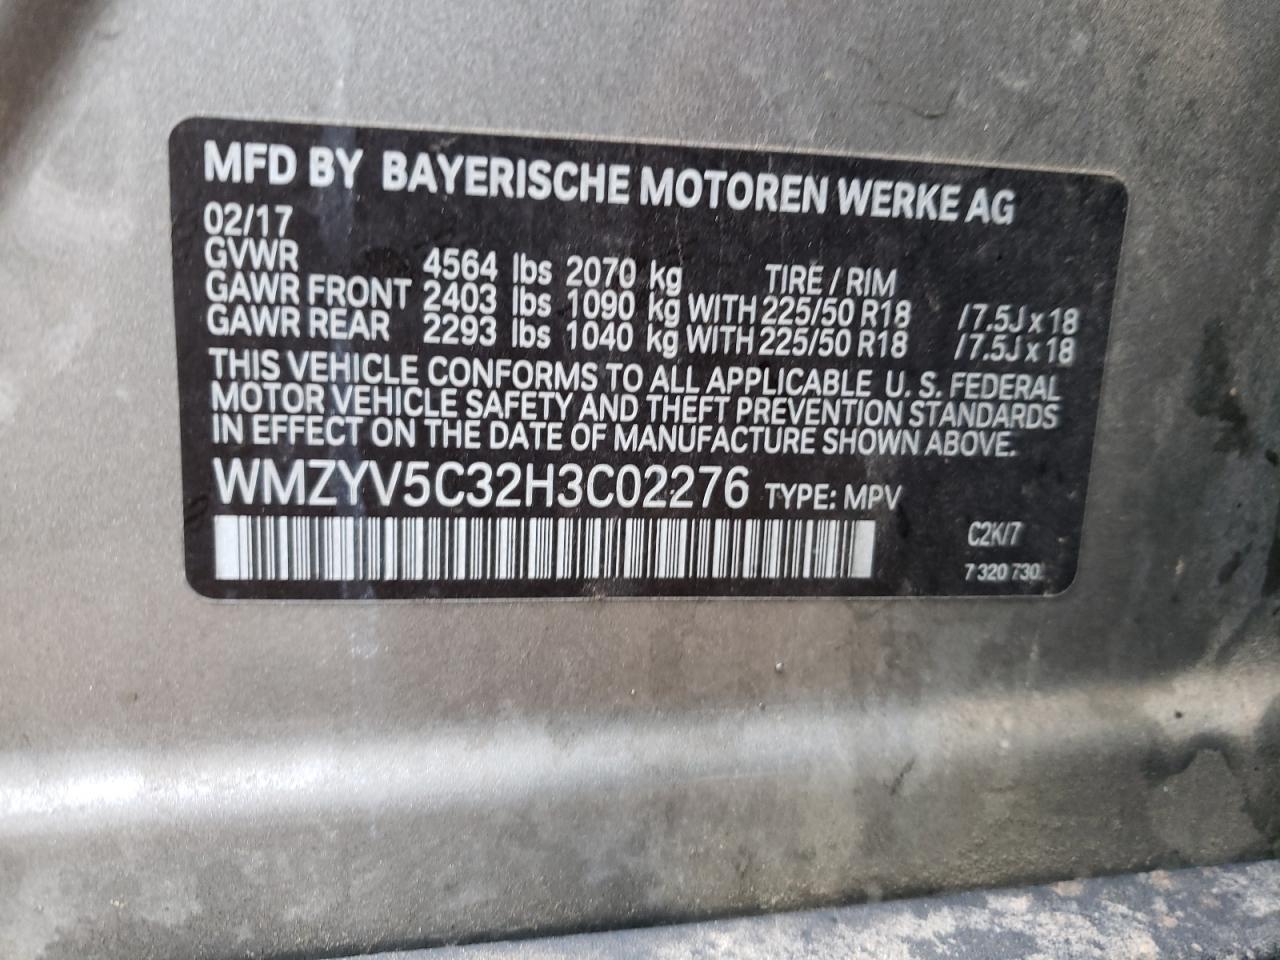 MFD BY BAYERISCHE MOTOREN WERKE AG
02/17
GVWR 4564 lbs 2070 kg TIRE / RIM
GAWR FRONT 2403 lbs 1090 kg WITH 225/50 R18 /7.5J x 18
GAWR REAR 2293 lbs 1040 kg WITH 225/50 R18 /7.5J x 18
THIS VEHICLE CONFORMS TO ALL APPLICABLE U. S. FEDERAL
MOTOR VEHICLE SAFETY AND THEFT PREVENTION STANDARDS
IN EFFECT ON THE DATE OF MANUFACTURE SHOWN ABOVE.
WMZYV5C32H3C02276 TYPE: MPV
C2K/7
7 320 730